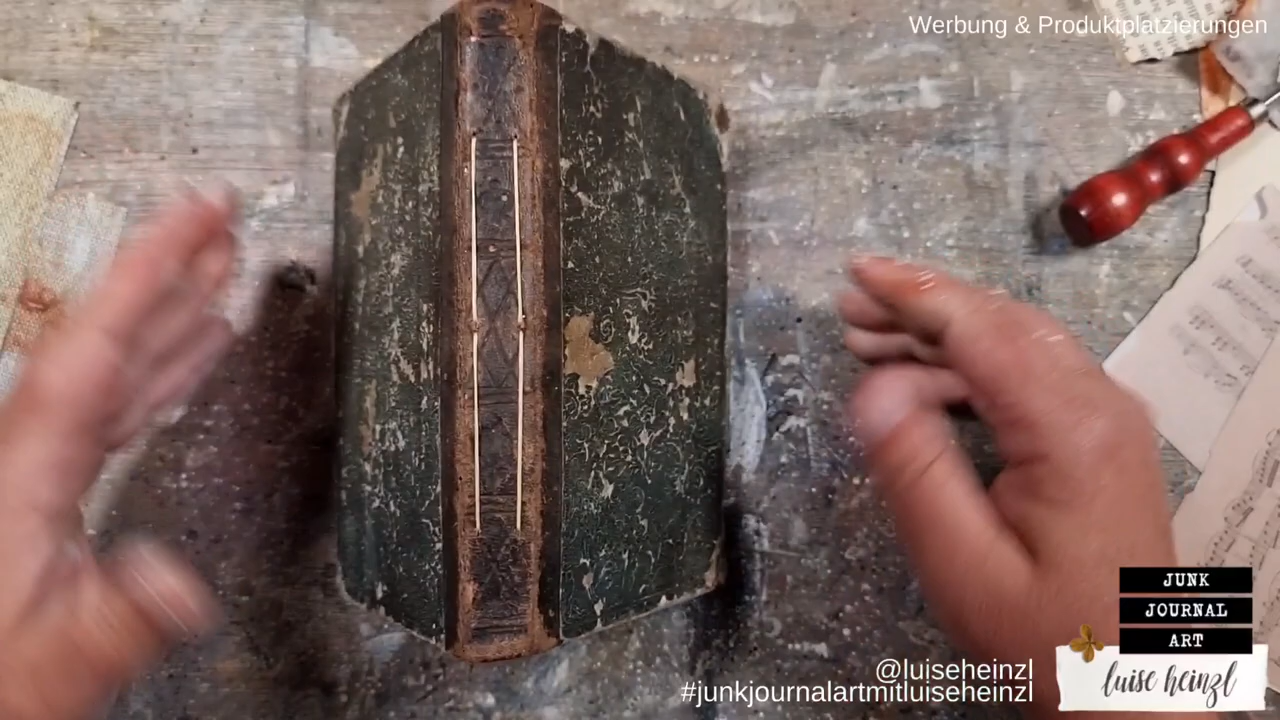 Werbung & Produktplatzierungen
@luiseheinzl
#junkjournalartmitluiseheinzl
JUNK
JOURNAL
ART
luise heinzl